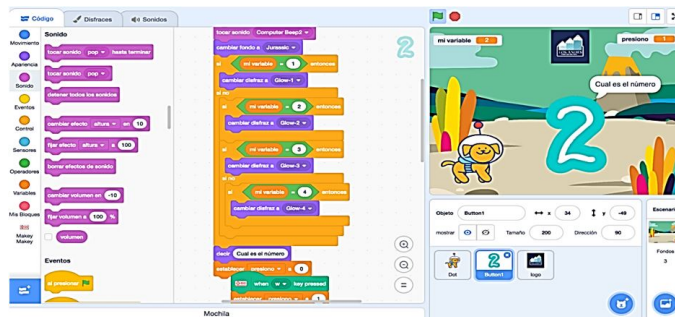 Código
Disfraces
Sonidos
Movimiento
Apariencia
Sonido
Eventos
Control
Sensores
Operadores
Variables
Mis Bloques
Makey
Makey
Sonido
tocar sonido pop hasta terminar
tocar sonido pop
detener todos los sonidos
cambiar efecto altura en 10
fijar efecto altura a 100
borrar efectos de sonido
cambiar volumen en -10
fijar volumen a 100 %
volumen
Eventos
al presionar
tocar sonido Computer Beep2
cambiar fondo a Jurassic
si mi variable = 1 entonces
cambiar disfraz a Glow-1
si no
si mi variable = 2 entonces
cambiar disfraz a Glow-2
si mi variable = 3 entonces
cambiar disfraz a Glow-3
si no
si mi variable = 4 entonces
cambiar disfraz a Glow-4
decir Cual es el número
establecer presiono a 0
when w key pressed
establecer presiono a 1
2
Mochila
mi variable 2
presiono 1
Cual es el número
2
Objeto Button1 x 34 y -49
mostrar Tamaño 200 Dirección 90
Dot
2
Button1
logo
Escenari
Fondos
3